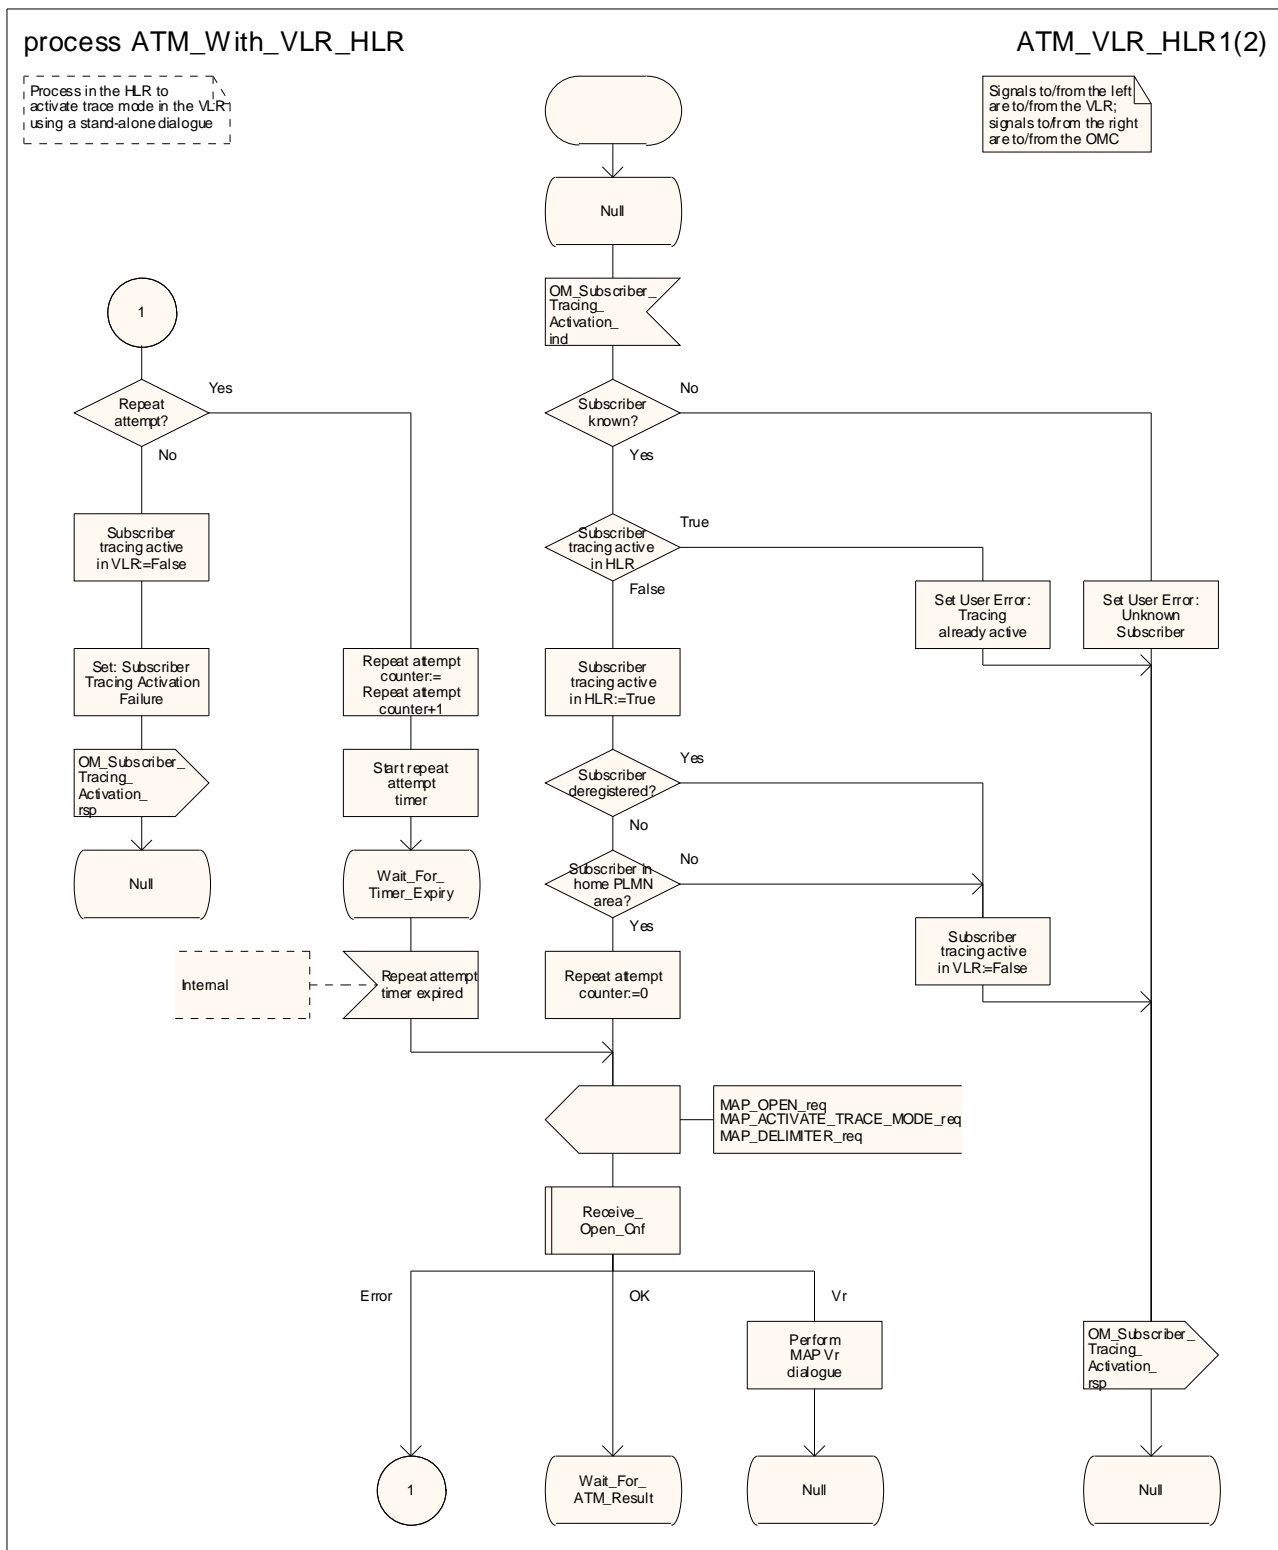 process ATM_With_VLR_HLR
ATM_VLR_HLR1(2)
Process in the HLR to
activate trace mode in the VLR
using a stand-alone dialogue
Signals to/from the left
are to/from the VLR;
signals to/from the right
are to/from the OMC
Null
OM_Subscriber_
Tracing_
Activation_
ind
1
Repeat
attempt?
Yes
No
Subscriber
known?
No
Yes
Subscriber
tracing active
in VLR:=False
Subscriber
tracing active
in HLR
True
False
Set User Error:
Tracing
already active
Set User Error:
Unknown
Subscriber
Set: Subscriber
Tracing Activation
Failure
Repeat attempt
counter:=
Repeat attempt
counter+1
Subscriber
tracing active
in HLR:=True
OM_Subscriber_
Tracing_
Activation_
rsp
Start repeat
attempt
timer
Subscriber
deregistered?
Yes
No
Null
Wait_For_
Timer_Expiry
Subscriber in
home PLMN
area?
No
Yes
Subscriber
tracing active
in VLR:=False
Internal
Repeat attempt
timer expired
Repeat attempt
counter:=0
MAP_OPEN_req
MAP_ACTIVATE_TRACE_MODE_req
MAP_DELIMITER_req
Receive_
Open_Cnf
Error
OK
Vr
Perform
MAP Vr
dialogue
OM_Subscriber_
Tracing_
Activation_
rsp
1
Wait_For_
ATM_Result
Null
Null